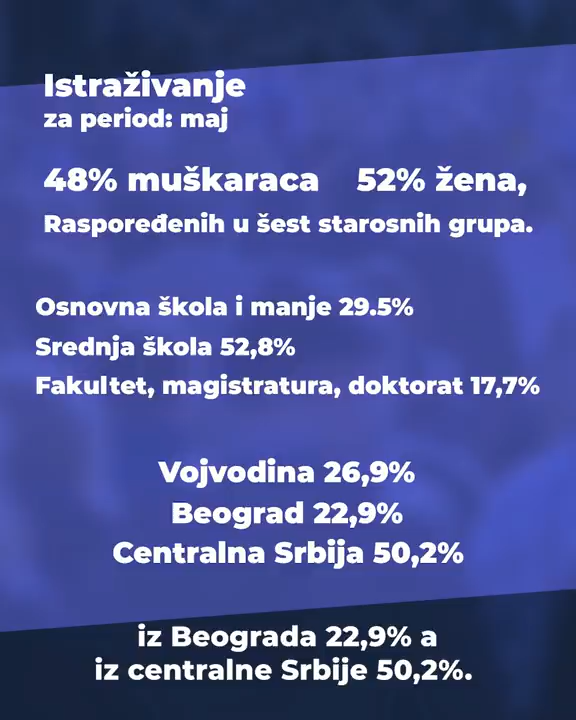 Istraživanje
za period: maj
48% muškaraca 52% žena,
Raspoređenih u šest starosnih grupa.
Osnovna škola i manje 29.5%
Srednja škola 52,8%
Fakultet, magistratura, doktorat 17,7%
Vojvodina 26,9%
Beograd 22,9%
Centralna Srbija 50,2%
iz Beograda 22,9% a
iz centralne Srbije 50,2%.